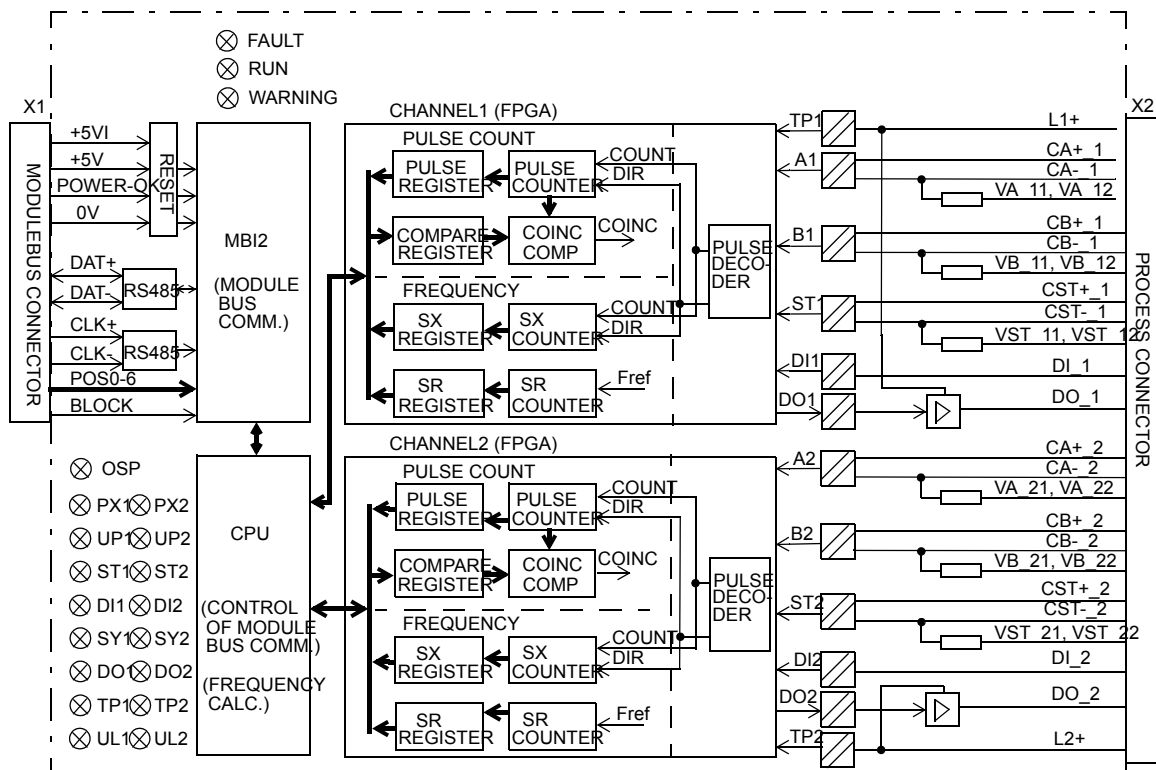 FAULT
RUN
WARNING
X1
X2
MODULEBUS CONNECTOR
+5VI
+5V
POWER-OK
0V
RESET
DAT+
DAT-
RS485
CLK+
CLK-
RS485
POS0-6
BLOCK
MBI2
(MODULE
BUS
COMM.)
CPU
(CONTROL
OF MODULE
BUS COMM.)
(FREQUENCY
CALC.)
OSP
PX1 PX2
UP1 UP2
ST1 ST2
DI1 DI2
SY1 SY2
DO1 DO2
TP1 TP2
UL1 UL2
CHANNEL1 (FPGA)
PULSE COUNT
PULSE
REGISTER
PULSE
COUNTER
COUNT
DIR
COMPARE
REGISTER
COINC
COMP
COINC
FREQUENCY
SX
REGISTER
SX
COUNTER
COUNT
DIR
SR
REGISTER
SR
COUNTER
Fref
PULSE
DECO-
DER
TP1
A1
B1
ST1
DI1
DO1
L1+
CA+_1
CA-_1
VA_11, VA_12
CB+_1
CB-_1
VB_11, VB_12
CST+_1
CST-_1
VST_11, VST_12
DI_1
DO_1
PROCESS CONNECTOR
CHANNEL2 (FPGA)
PULSE COUNT
PULSE
REGISTER
PULSE
COUNTER
COUNT
DIR
COMPARE
REGISTER
COINC
COMP
COINC
FREQUENCY
SX
REGISTER
SX
COUNTER
COUNT
DIR
SR
REGISTER
SR
COUNTER
Fref
PULSE
DECO-
DER
A2
B2
ST2
DI2
DO2
TP2
CA+_2
CA-_2
VA_21, VA_22
CB+_2
CB-_2
VB_21, VB_22
CST+_2
CST-_2
VST_21, VST_22
DI_2
DO_2
L2+